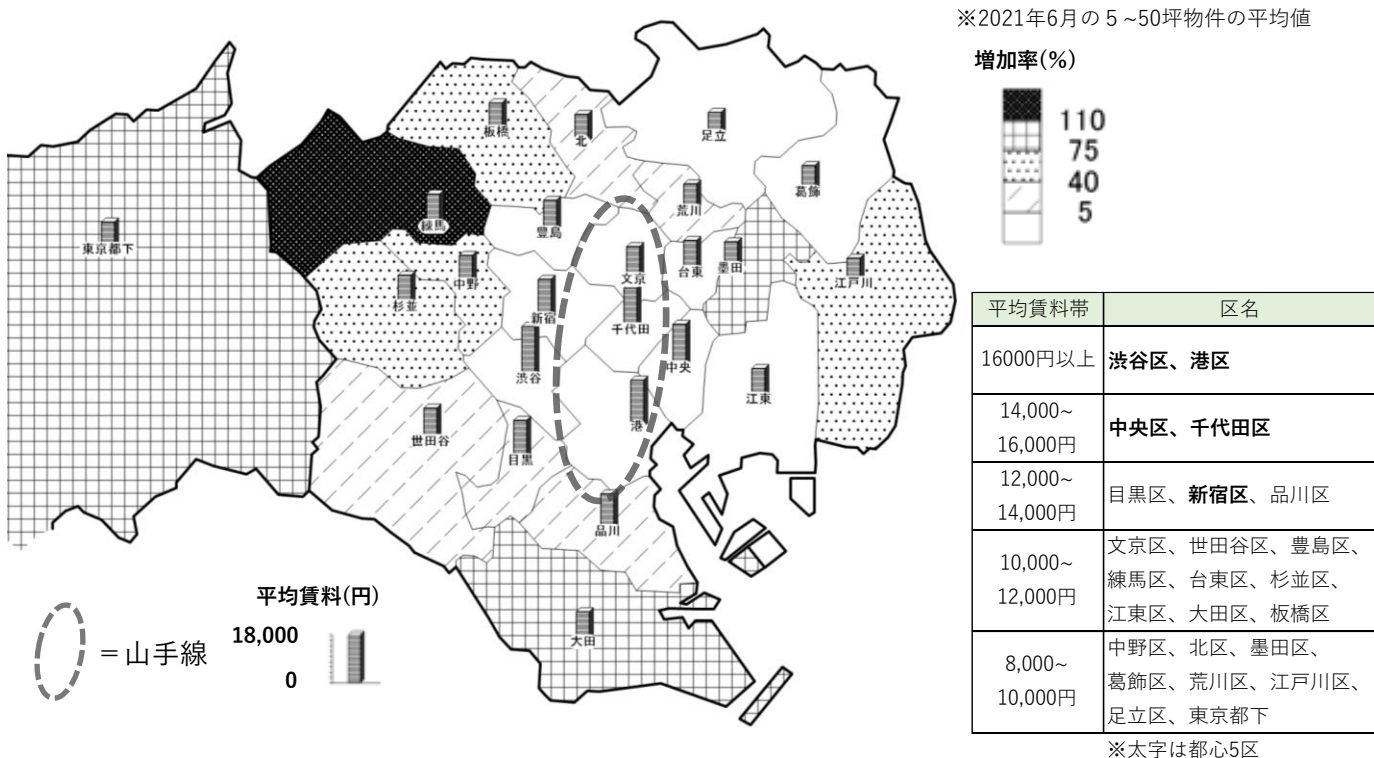 ※2021年6月の５~50坪物件の平均値
増加率(%)
110
75
40
5
板橋
北
足立
葛飾
荒川
練馬
豊島
東京都下
文京
台東
墨田
江戸川
中野
杉並
新宿
千代田
中央
渋谷
江東
港
世田谷
目黒
品川
大田
平均賃料(円)
18,000
0
＝山手線
平均賃料帯 区名
16000円以上 渋谷区、港区
14,000~
16,000円
中央区、千代田区
12,000~
14,000円
目黒区、新宿区、品川区
10,000~
12,000円
文京区、世田谷区、豊島区、
練馬区、台東区、杉並区、
江東区、大田区、板橋区
8,000~
10,000円
中野区、北区、墨田区、
葛飾区、荒川区、江戸川区、
足立区、東京都下
※太字は都心5区